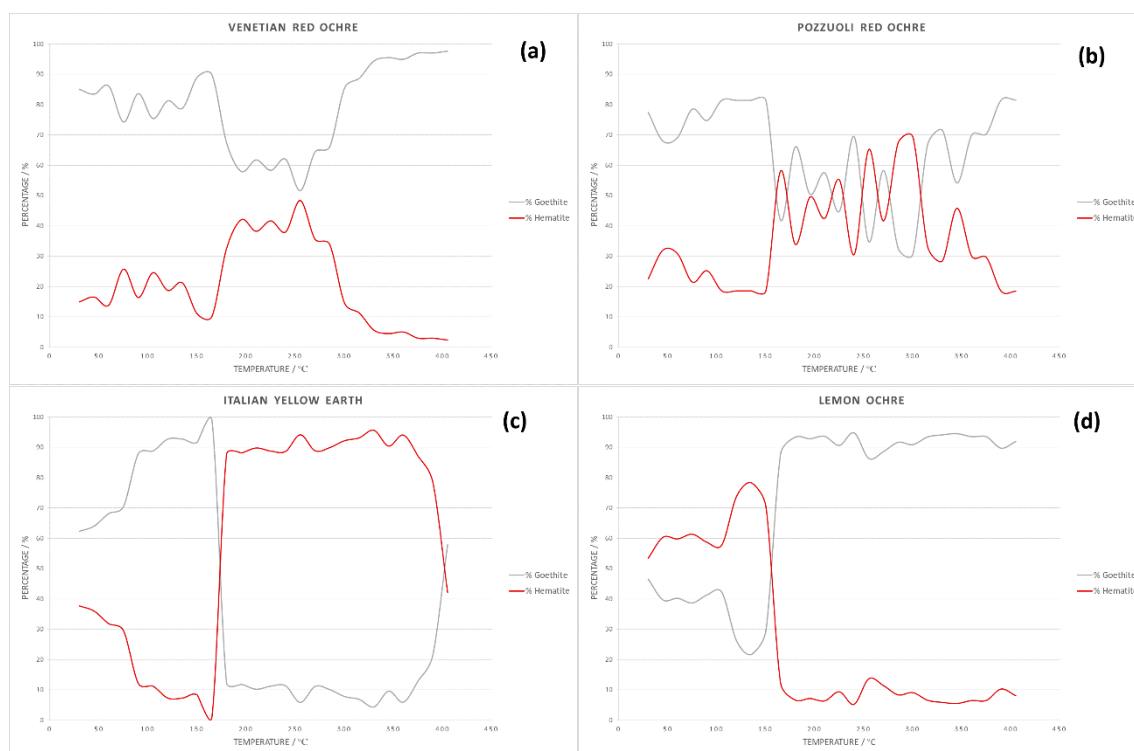 VENETIAN RED OCHRE
(a)
PERCENTAGE / %
100
90
80
70
60
50
40
30
20
10
0
0 50 100 150 200 250 300 350 400 450
TEMPERATURE / °C
% Goethite
% Hematite
POZZUOLI RED OCHRE
(b)
PERCENTAGE / %
100
90
80
70
60
50
40
30
20
10
0
0 50 100 150 200 250 300 350 400 450
TEMPERATURE / °C
% Goethite
% Hematite
ITALIAN YELLOW EARTH
(c)
PERCENTAGE / %
100
90
80
70
60
50
40
30
20
10
0
0 50 100 150 200 250 300 350 400 450
TEMPERATURE / °C
% Goethite
% Hematite
LEMON OCHRE
(d)
PERCENTAGE / %
100
90
80
70
60
50
40
30
20
10
0
0 50 100 150 200 250 300 350 400 450
TEMPERATURE / °C
% Goethite
% Hematite